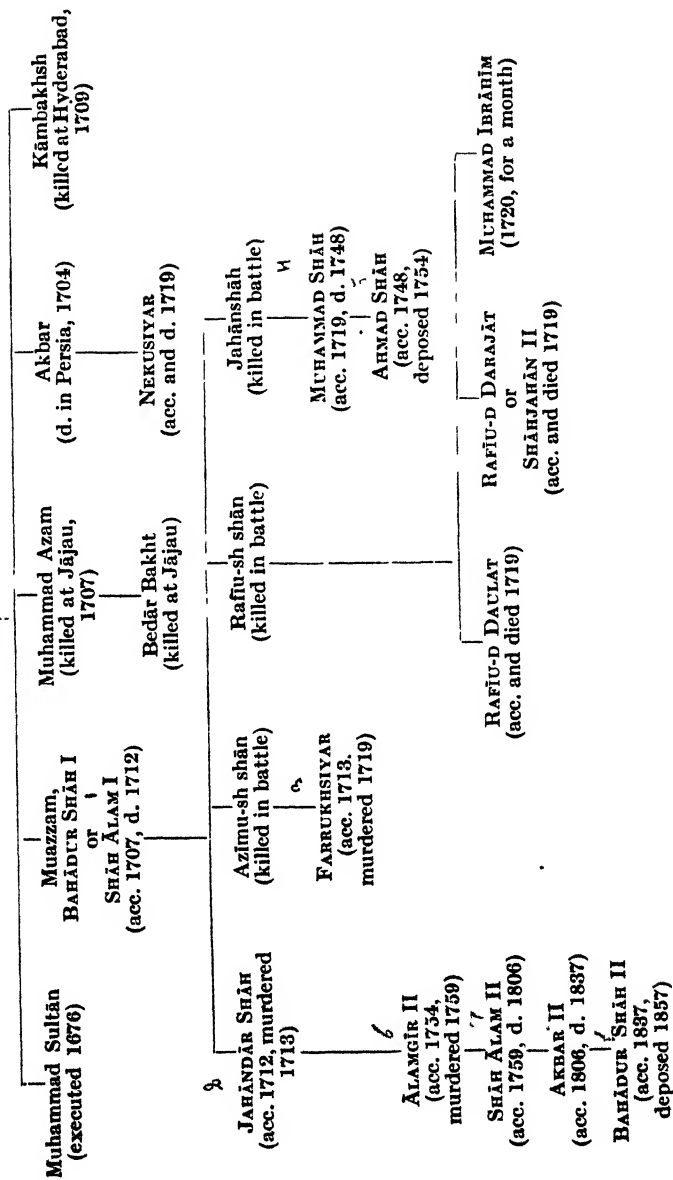 Muhammad Sultān
(executed 1676)
Muazzam,
BAHĀDUR SHĀH I
or
SHĀH ĀLAM I
(acc. 1707, d. 1712)
Muhammad Azam
(killed at Jājau,
1707)
Akbar
(d. in Persia, 1704)
Kāmbakhsh
(killed at Hyderabad,
1709)
Bedār Bakht
(killed at Jājau)
NEKUSIYAR
(acc. and d. 1719)
JAHĀNDĀR SHĀH
(acc. 1712, murdered
1713)
Azīmu-sh shān
(killed in battle)
Rafīu-sh shān
(killed in battle)
Jahānshāh
(killed in battle)
FARRUKHSIYAR
(acc. 1713.
murdered 1719)
MUHAMMAD SHĀH
(acc. 1719, d. 1748)
AHMAD SHĀH
(acc. 1748,
deposed 1754)
ĀLAMGĪR II
(acc. 1754,
murdered 1759)
SHĀH ĀLAM II
(acc. 1759, d. 1806)
AKBAR II
(acc. 1806, d. 1837)
BAHĀDUR SHĀH II
(acc. 1837,
deposed 1857)
RAFĪU-D DAULAT
(acc. and died 1719)
RAFĪU-D DARAJĀT
or
SHĀHJAHĀN II
(acc. and died 1719)
MUHAMMAD IBRĀHĪM
(1720, for a month)
6
7